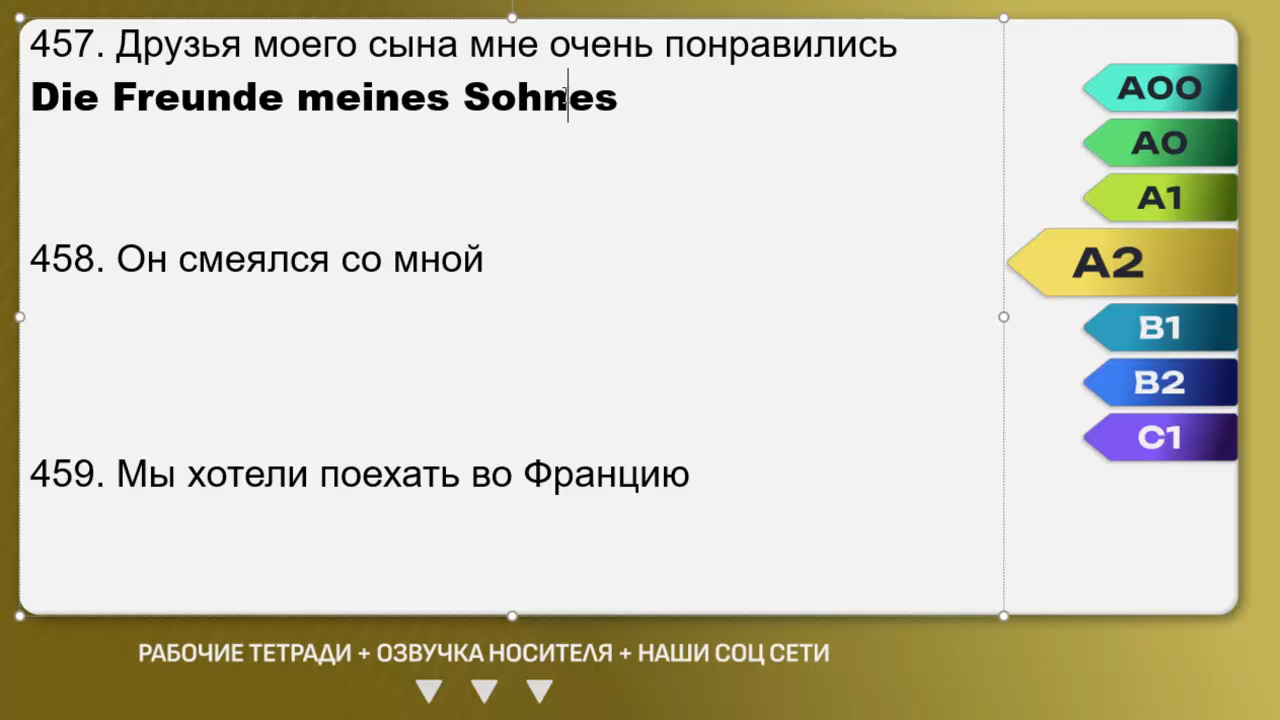 457. Друзья моего сына мне очень понравились
Die Freunde meines Sohnes
458. Он смеялся со мной
459. Мы хотели поехать во Францию
A00
A0
A1
A2
B1
B2
C1
РАБОЧИЕ ТЕТРАДИ + ОЗВУЧКА НОСИТЕЛЯ + НАШИ СОЦ СЕТИ